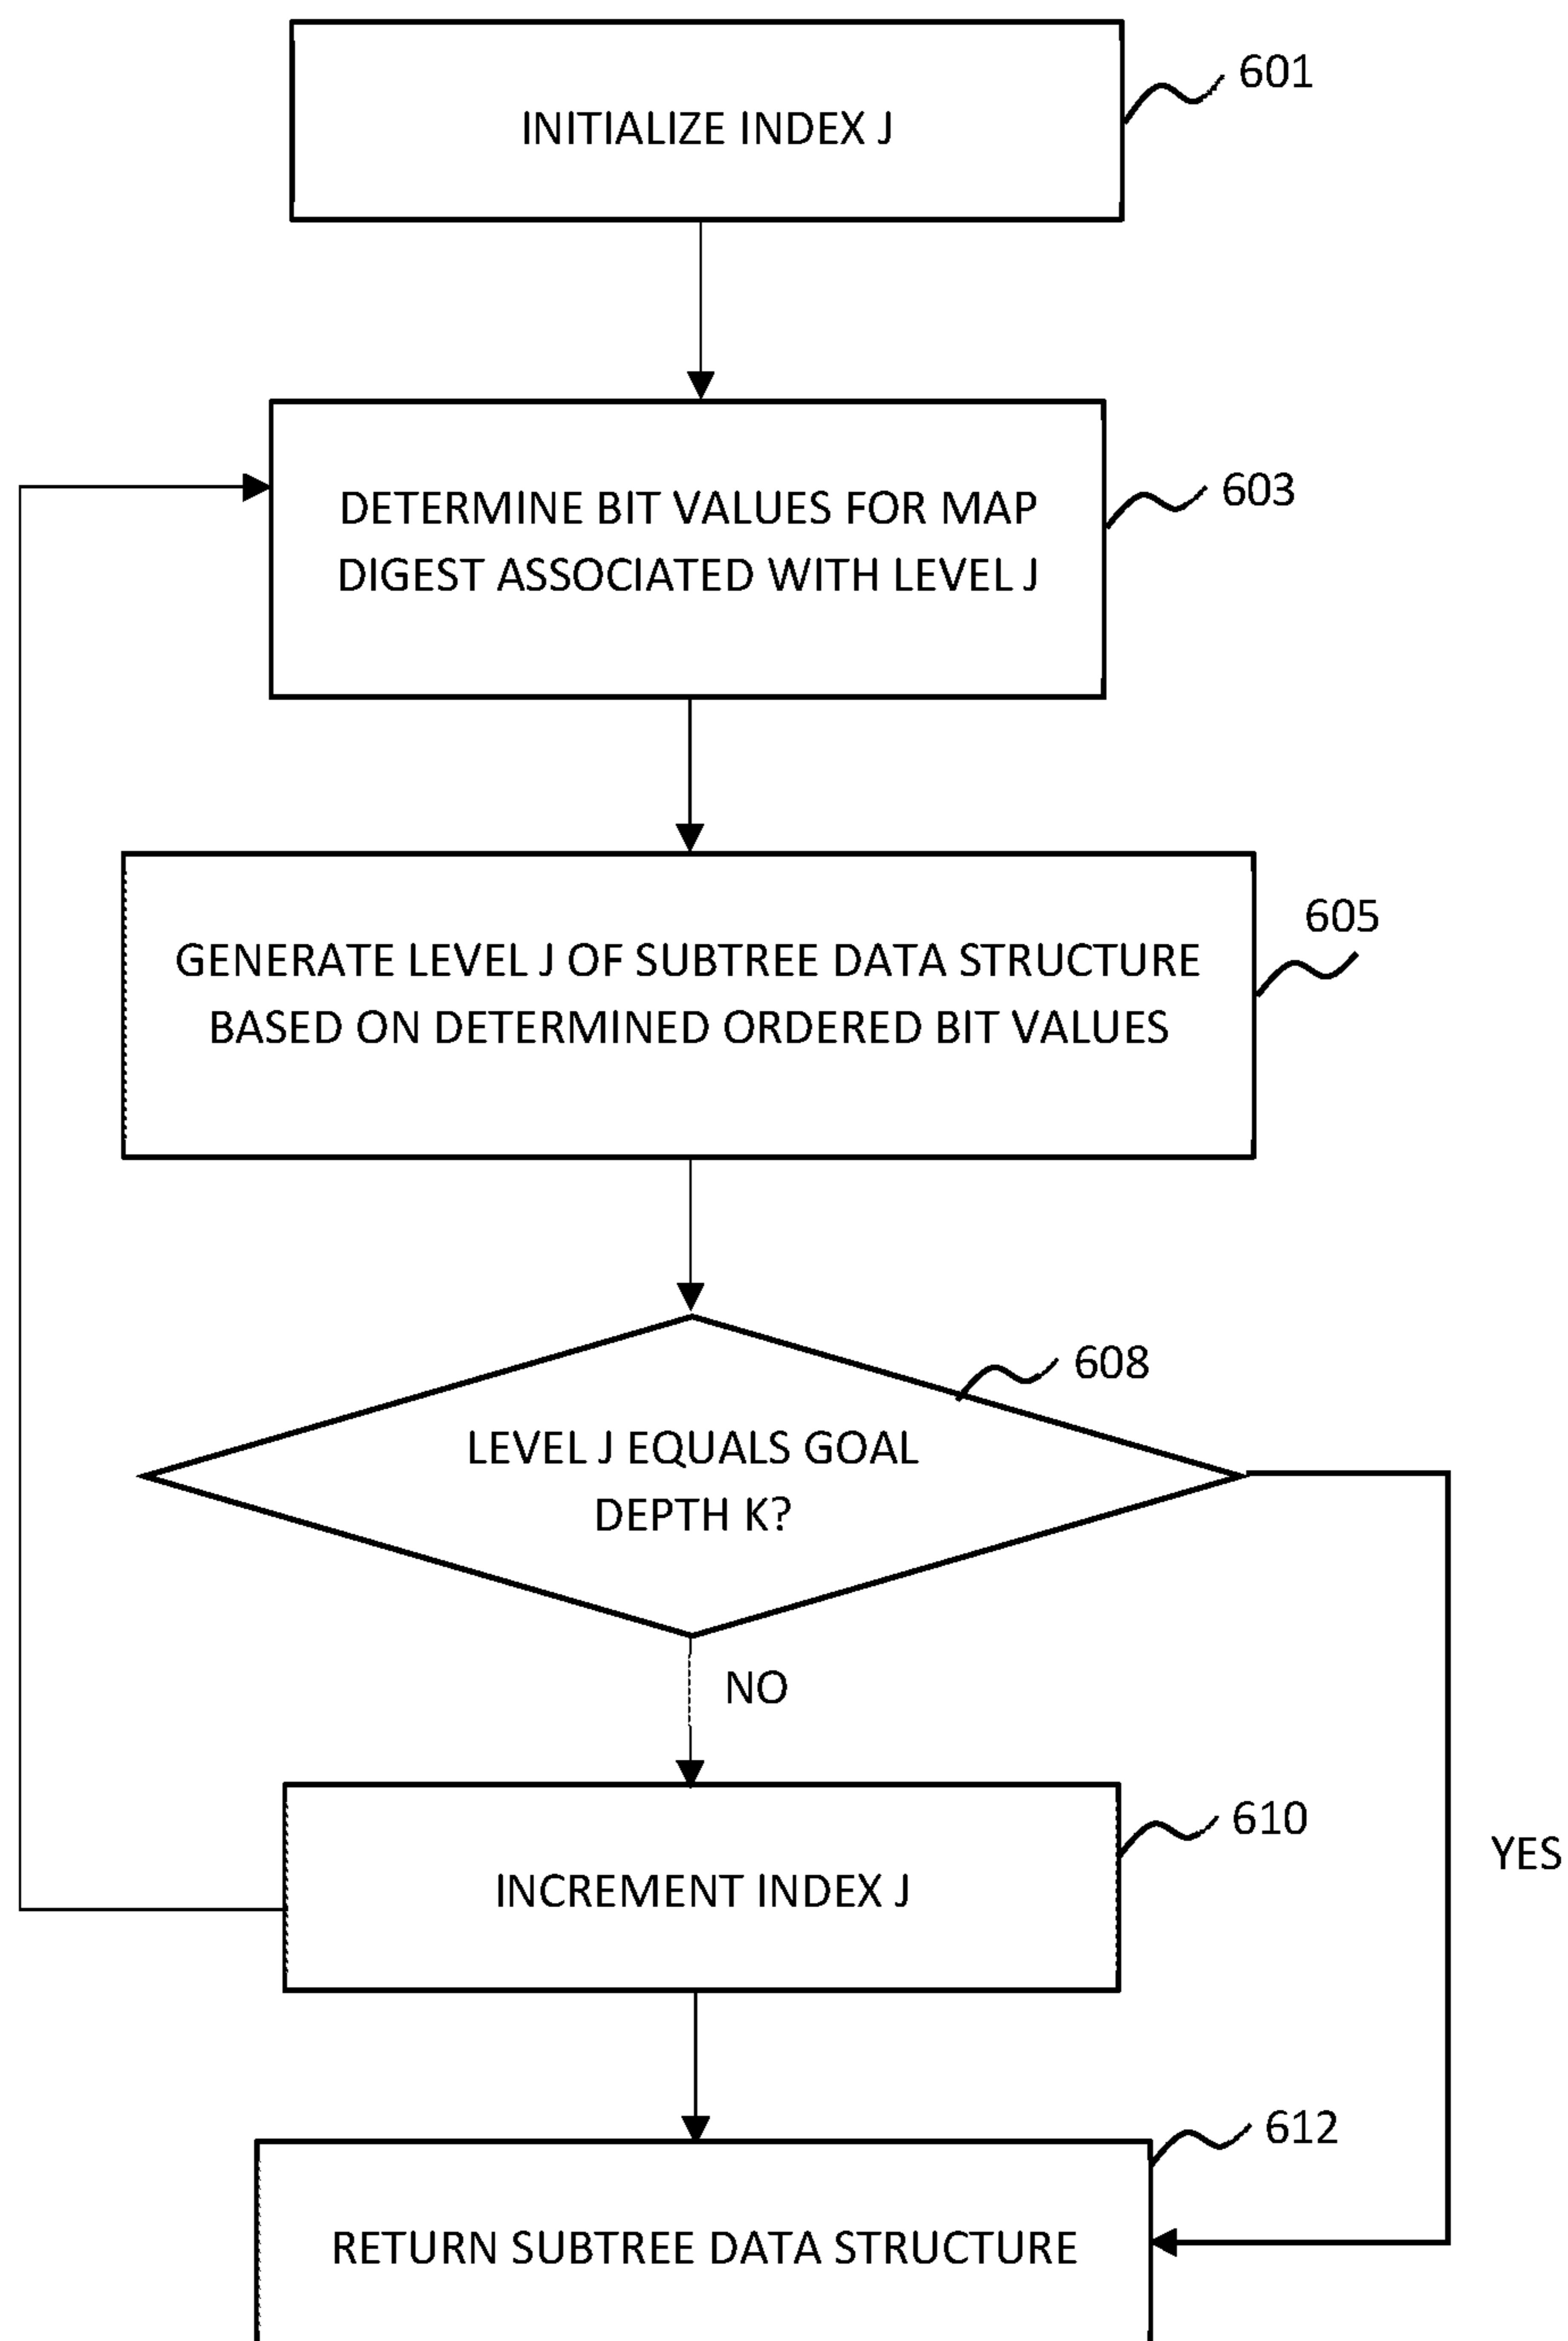 601
INITIALIZE INDEX J
603
DETERMINE BIT VALUES FOR MAP
DIGEST ASSOCIATED WITH LEVEL J
605
GENERATE LEVEL J OF SUBTREE DATA STRUCTURE
BASED ON DETERMINED ORDERED BIT VALUES
608
LEVEL J EQUALS GOAL
DEPTH K?
NO
610
YES
INCREMENT INDEX J
612
RETURN SUBTREE DATA STRUCTURE